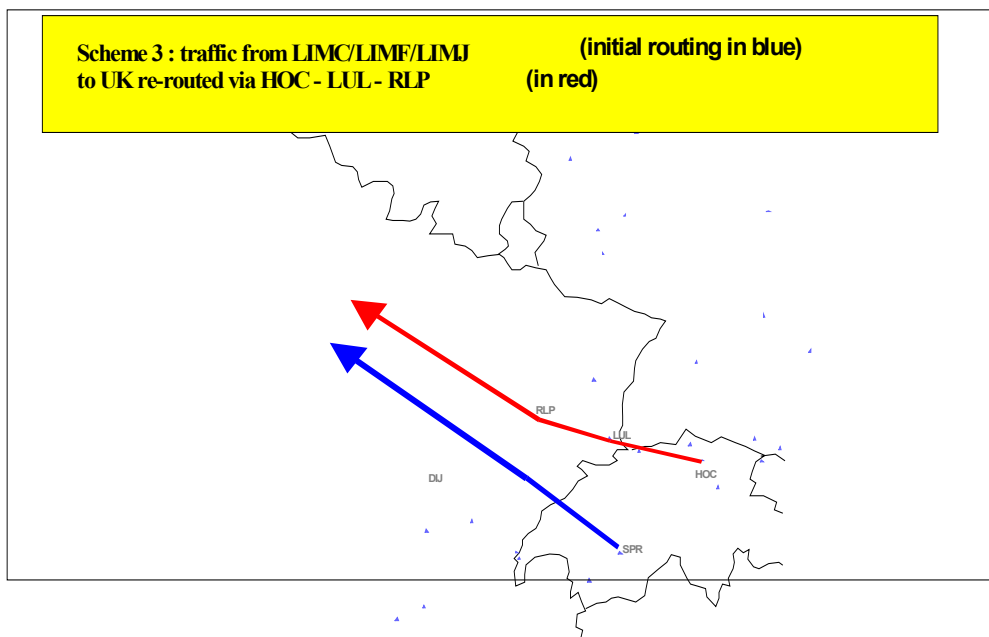 Scheme 3 : traffic from LIMC/LIMF/LIMJ (initial routing in blue)
to UK re-routed via HOC - LUL - RLP (in red)
RLP
LUL
HOC
DIJ
SPR